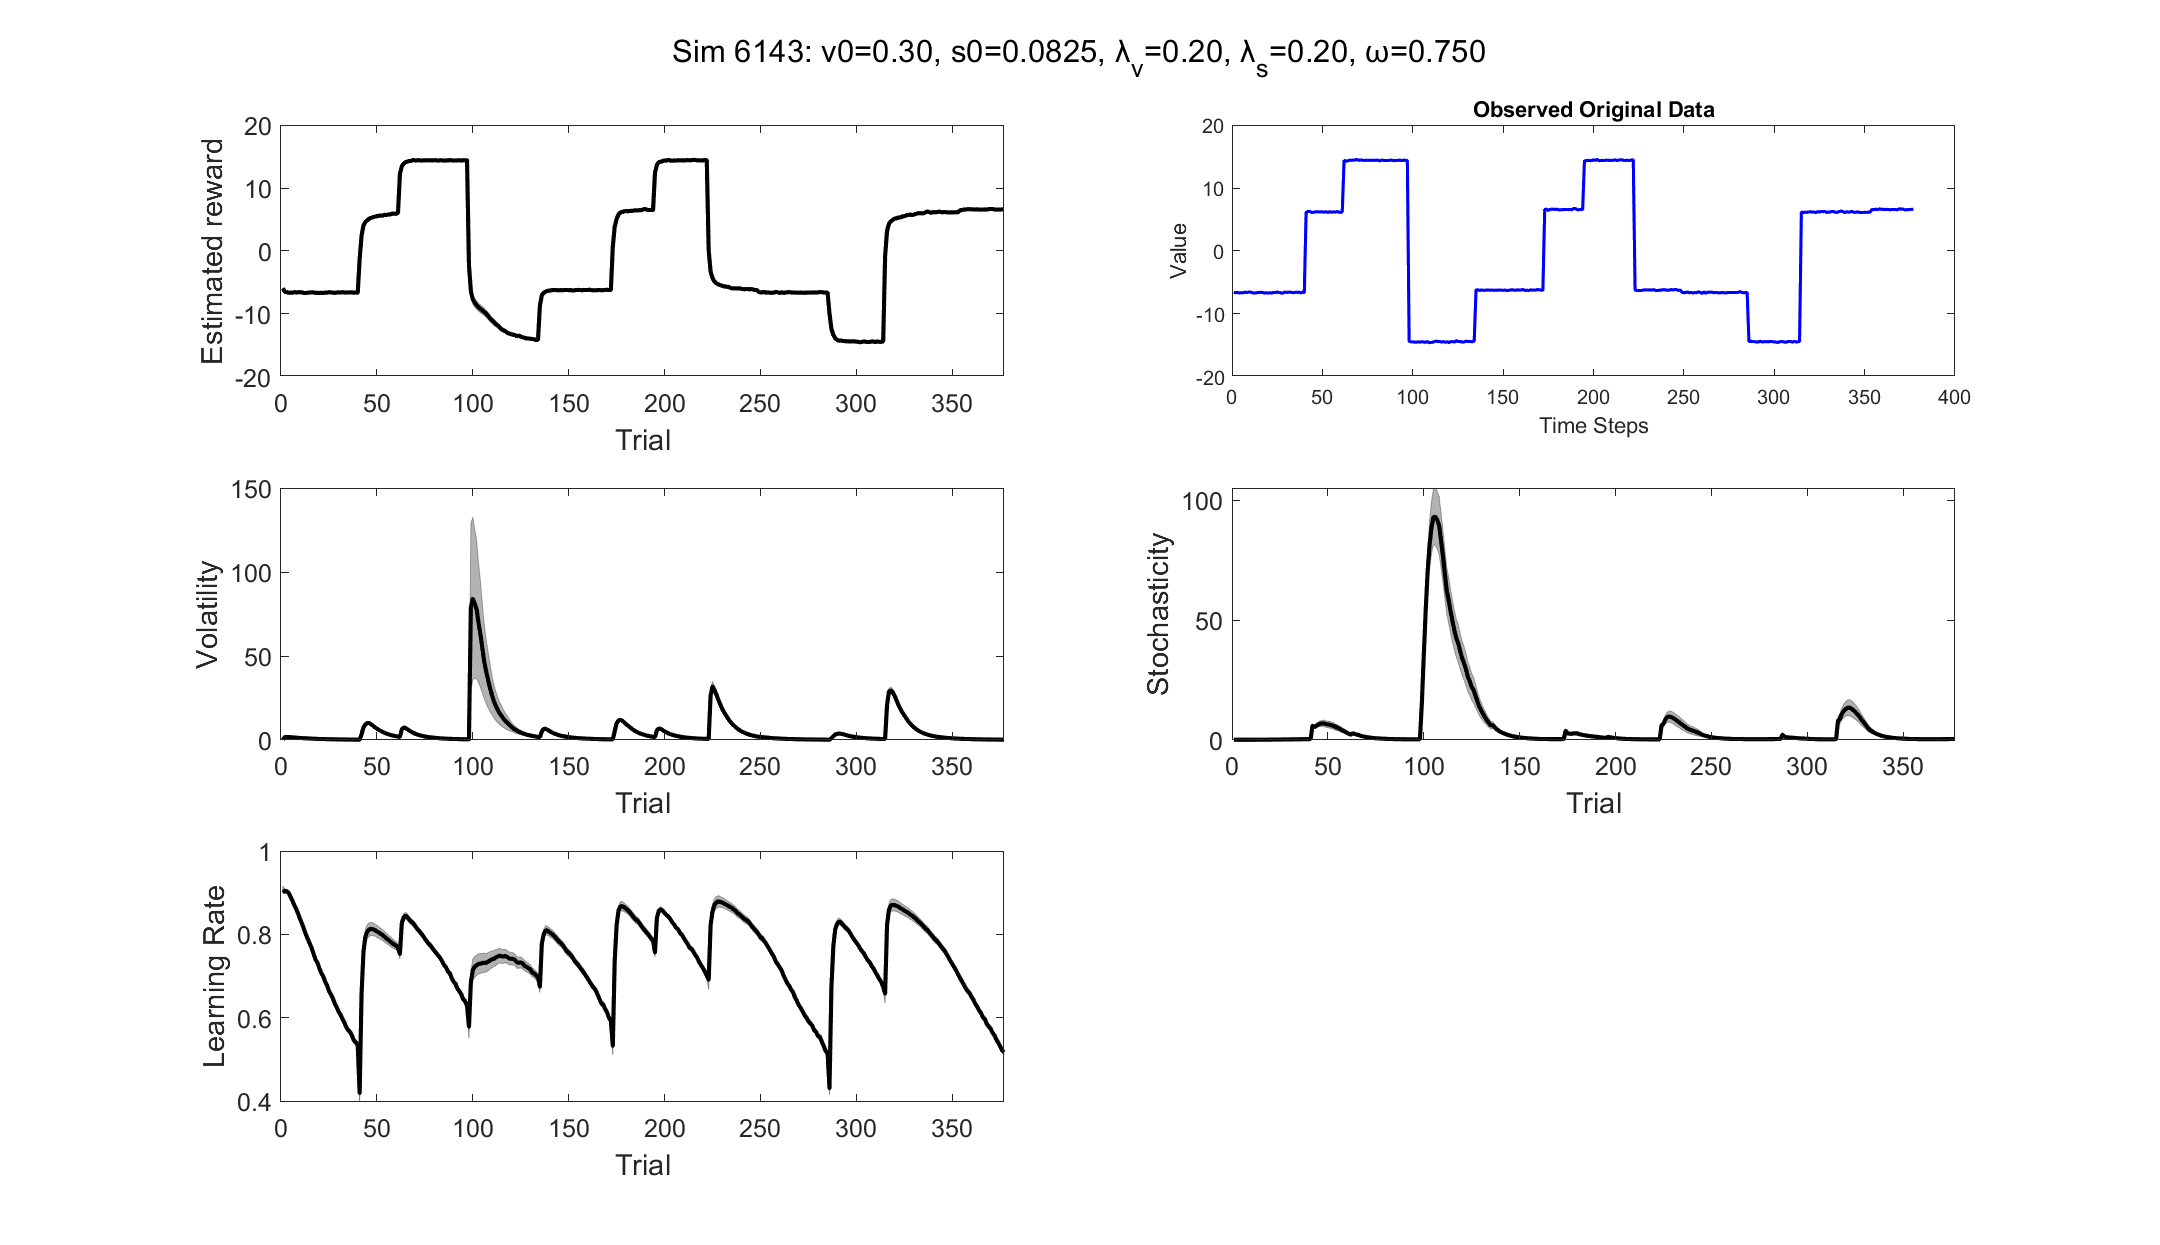 Sim 6143: v0=0.30, s0=0.0825, λ_v=0.20, λ_s=0.20, ω=0.750
Estimated reward
20
10
0
-10
-20
0 50 100 150 200 250 300 350
Trial
Observed Original Data
Value
20
10
0
-10
-20
0 50 100 150 200 250 300 350 400
Time Steps
Volatility
150
100
50
0
0 50 100 150 200 250 300 350
Trial
Stochasticity
100
50
0
0 50 100 150 200 250 300 350
Trial
Learning Rate
1
0.8
0.6
0.4
0 50 100 150 200 250 300 350
Trial